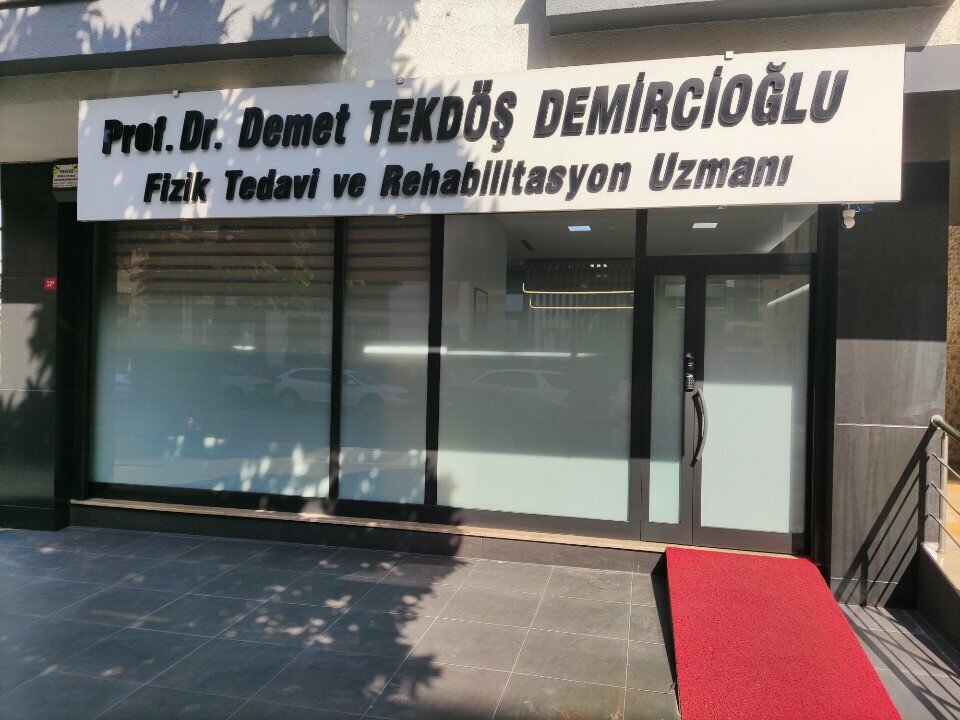 Prof. Dr. Demet TEKDÖŞ DEMİRCİOĞLU
Fizik Tedavi ve Rehabilitasyon Uzmanı